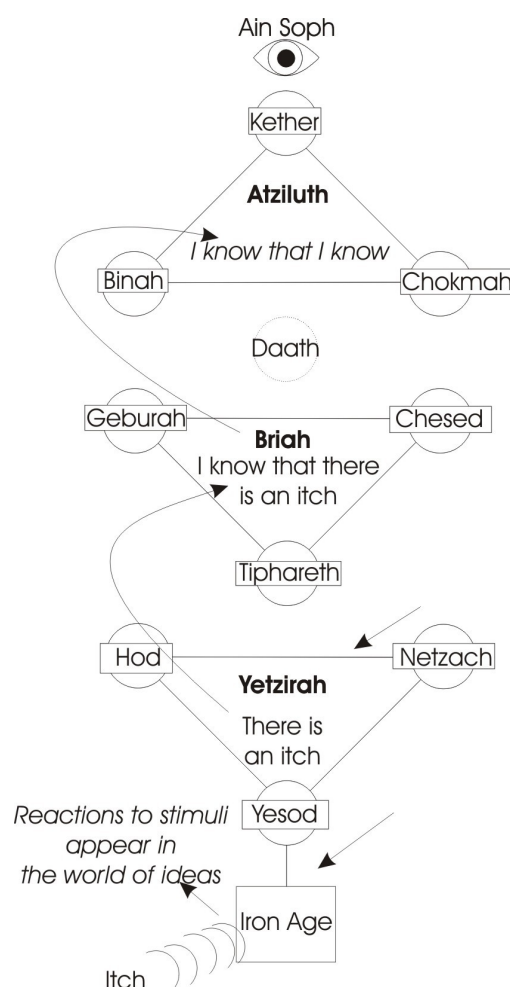 Ain Soph
Kether
Atziluth
I know that I know
Binah
Chokmah
Daath
Geburah
Chesed
Briah
I know that there
is an itch
Tiphareth
Hod
Netzach
Yetzirah
There is
an itch
Yesod
Reactions to stimuli
appear in
the world of ideas
Iron Age
Itch